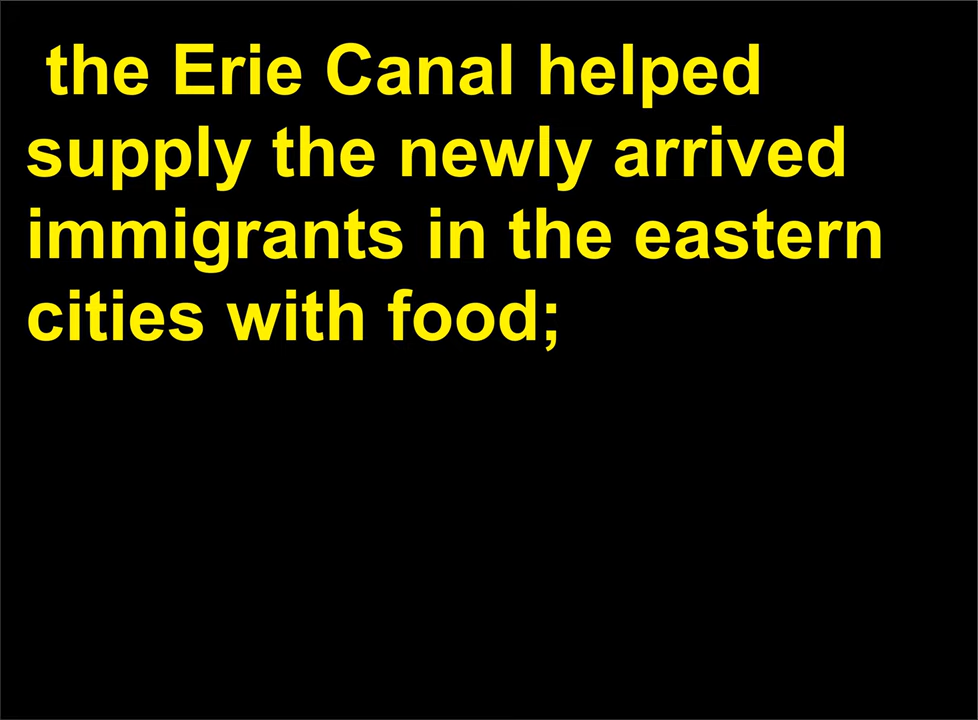 the Erie Canal helped
supply the newly arrived
immigrants in the eastern
cities with food;